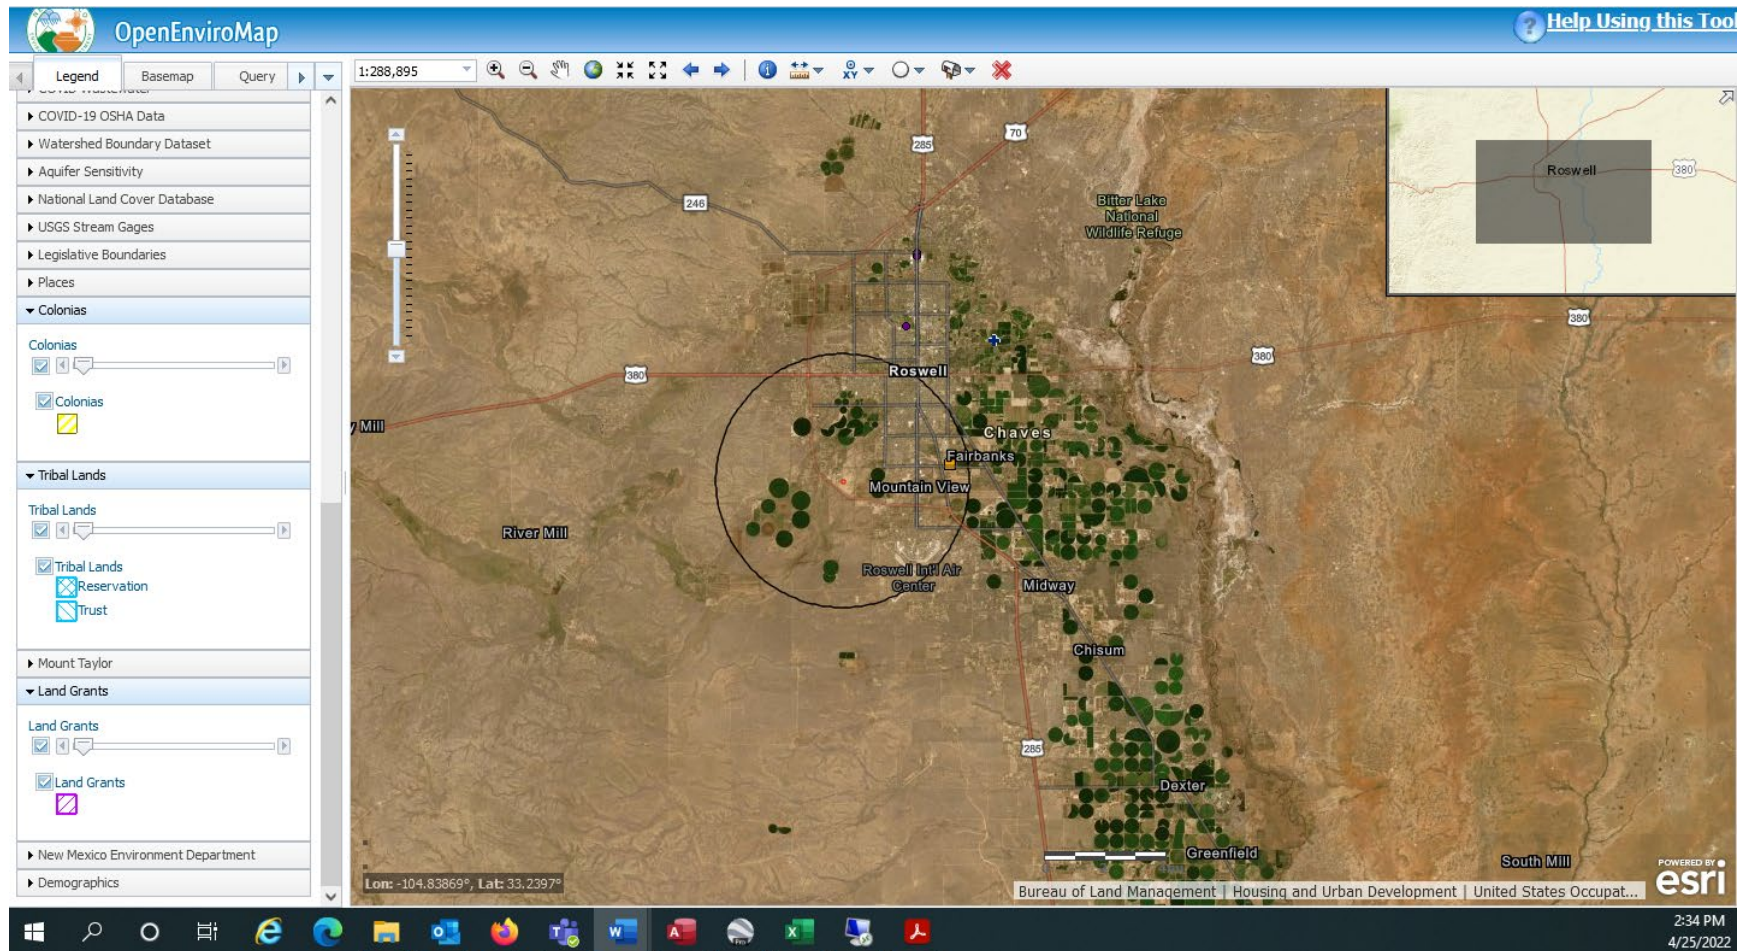 OpenEnviroMap
? Help Using this Tool
Legend
Basemap
Query
1:288,895
COVID Wastewater
COVID-19 OSHA Data
Watershed Boundary Dataset
Aquifer Sensitivity
National Land Cover Database
USGS Stream Gages
Legislative Boundaries
Places
Colonias
Colonias
Colonias
Tribal Lands
Tribal Lands
Tribal Lands
Reservation
Trust
Mount Taylor
Land Grants
Land Grants
Land Grants
New Mexico Environment Department
Demographics
70
285
246
Bitter Lake
National
Wildlife Refuge
Roswell
380
380
380
380
Roswell
y Mill
Chaves
Fairbanks
Mountain View
River Mill
Roswell Int'l Air
Center
Midway
Chisum
285
Dexter
Greenfield
South Mill
Lon: -104.83869°, Lat: 33.2397°
Bureau of Land Management | Housing and Urban Development | United States Occupat...
POWERED BY
esri
2:34 PM
4/25/2022